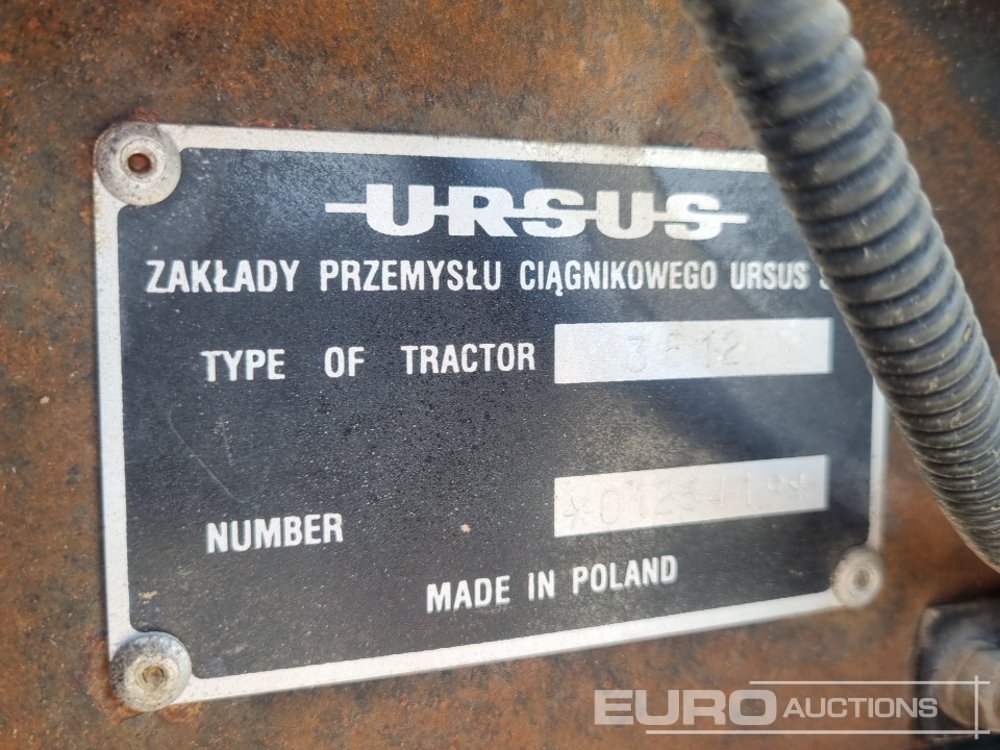 URSUS
ZAKŁADY PRZEMYSŁU CIĄGNIKOWEGO URSUS
TYPE OF TRACTOR 3512
NUMBER
MADE IN POLAND
EURO AUCTIONS